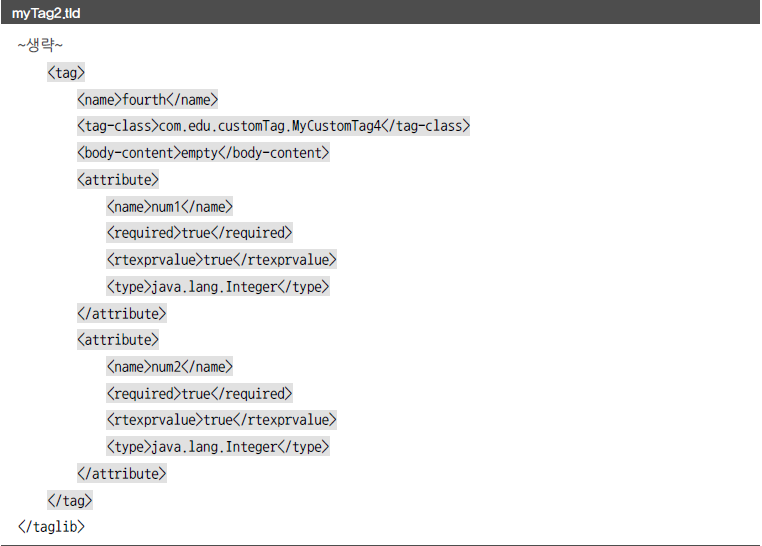 myTag2.tld
~생략~
<tag>
<name>fourth</name>
<tag-class>com.edu.customTag.MyCustomTag4</tag-class>
<body-content>empty</body-content>
<attribute>
<name>num1</name>
<required>true</required>
<rtexprvalue>true</rtexprvalue>
<type>java.lang.Integer</type>
</attribute>
<attribute>
<name>num2</name>
<required>true</required>
<rtexprvalue>true</rtexprvalue>
<type>java.lang.Integer</type>
</attribute>
</tag>
</taglib>